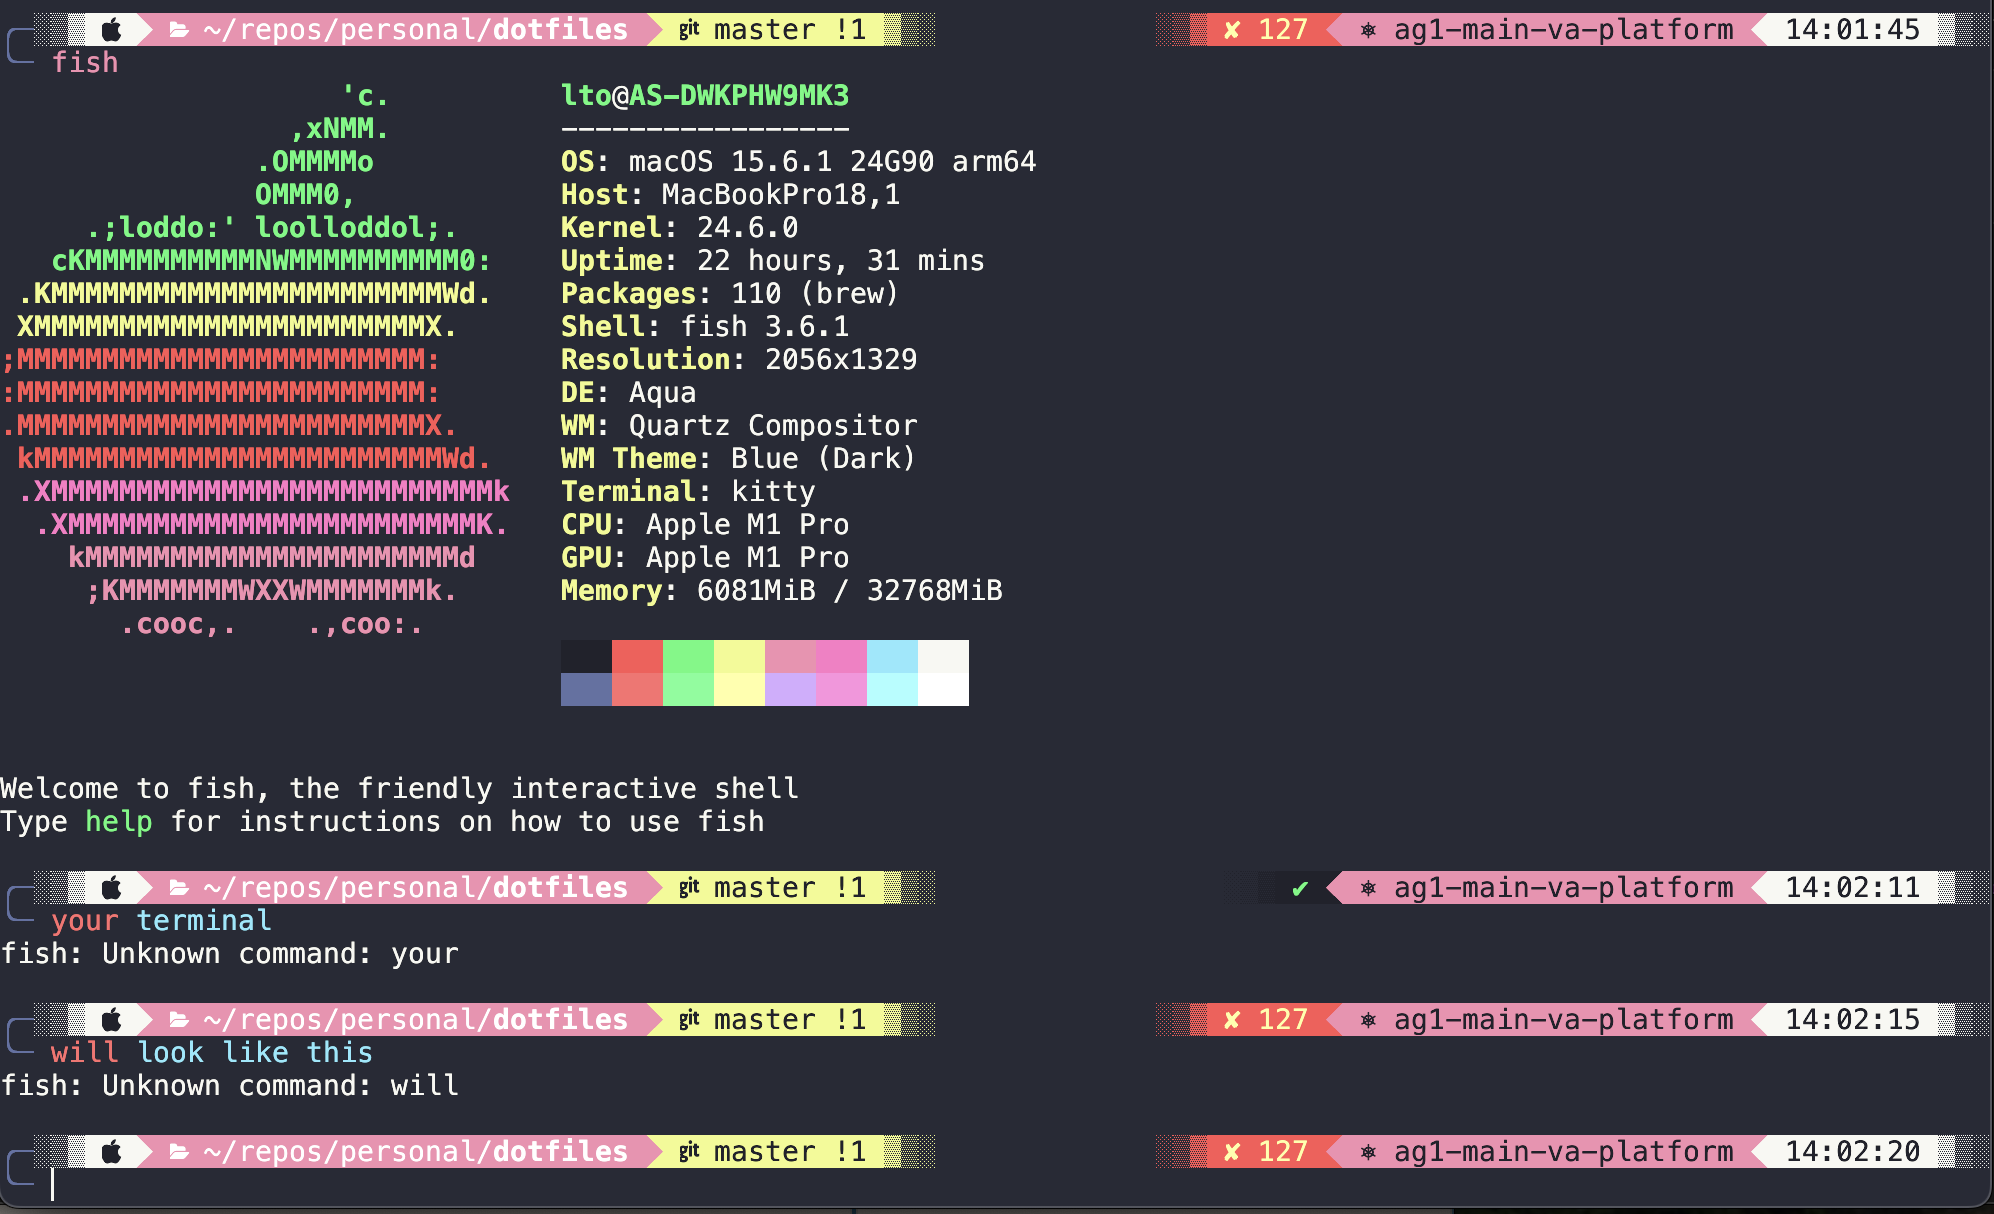 ~/repos/personal/dotfiles git master !1 ✘ 127 ⎈ ag1-main-va-platform 14:01:45
fish
'c. lto@AS-DWKPHW9MK3
,xNMM. -----------------
.OMMMMo OS: macOS 15.6.1 24G90 arm64
OMMM0, Host: MacBookPro18,1
.;loddo:' loolloddol;. Kernel: 24.6.0
cKMMMMMMMMMMNWMMMMMMMMMM0: Uptime: 22 hours, 31 mins
.KMMMMMMMMMMMMMMMMMMMMMMMWd. Packages: 110 (brew)
XMMMMMMMMMMMMMMMMMMMMMMMX. Shell: fish 3.6.1
;MMMMMMMMMMMMMMMMMMMMMMMM: Resolution: 2056x1329
:MMMMMMMMMMMMMMMMMMMMMMMM: DE: Aqua
.MMMMMMMMMMMMMMMMMMMMMMMMX. WM: Quartz Compositor
kMMMMMMMMMMMMMMMMMMMMMMMMWd. WM Theme: Blue (Dark)
.XMMMMMMMMMMMMMMMMMMMMMMMMMMk Terminal: kitty
.XMMMMMMMMMMMMMMMMMMMMMMMMK. CPU: Apple M1 Pro
kMMMMMMMMMMMMMMMMMMMMMMd GPU: Apple M1 Pro
;KMMMMMMMWXXWMMMMMMMk. Memory: 6081MiB / 32768MiB
.cooc,. .,coo:.
Welcome to fish, the friendly interactive shell
Type help for instructions on how to use fish
~/repos/personal/dotfiles git master !1 ✔ ⎈ ag1-main-va-platform 14:02:11
your terminal
fish: Unknown command: your
~/repos/personal/dotfiles git master !1 ✘ 127 ⎈ ag1-main-va-platform 14:02:15
will look like this
fish: Unknown command: will
~/repos/personal/dotfiles git master !1 ✘ 127 ⎈ ag1-main-va-platform 14:02:20